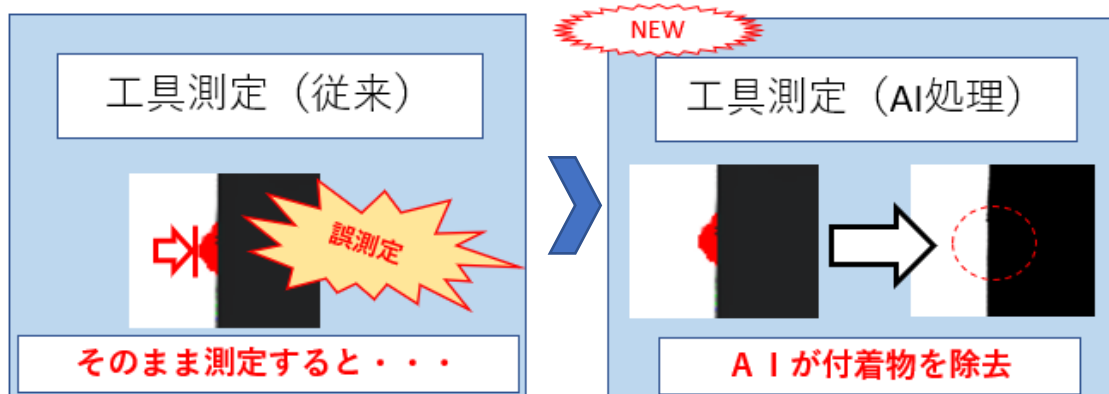 工具測定（従来）
誤測定
そのまま測定すると・・・
NEW
工具測定（AI処理）
ＡＩが付着物を除去